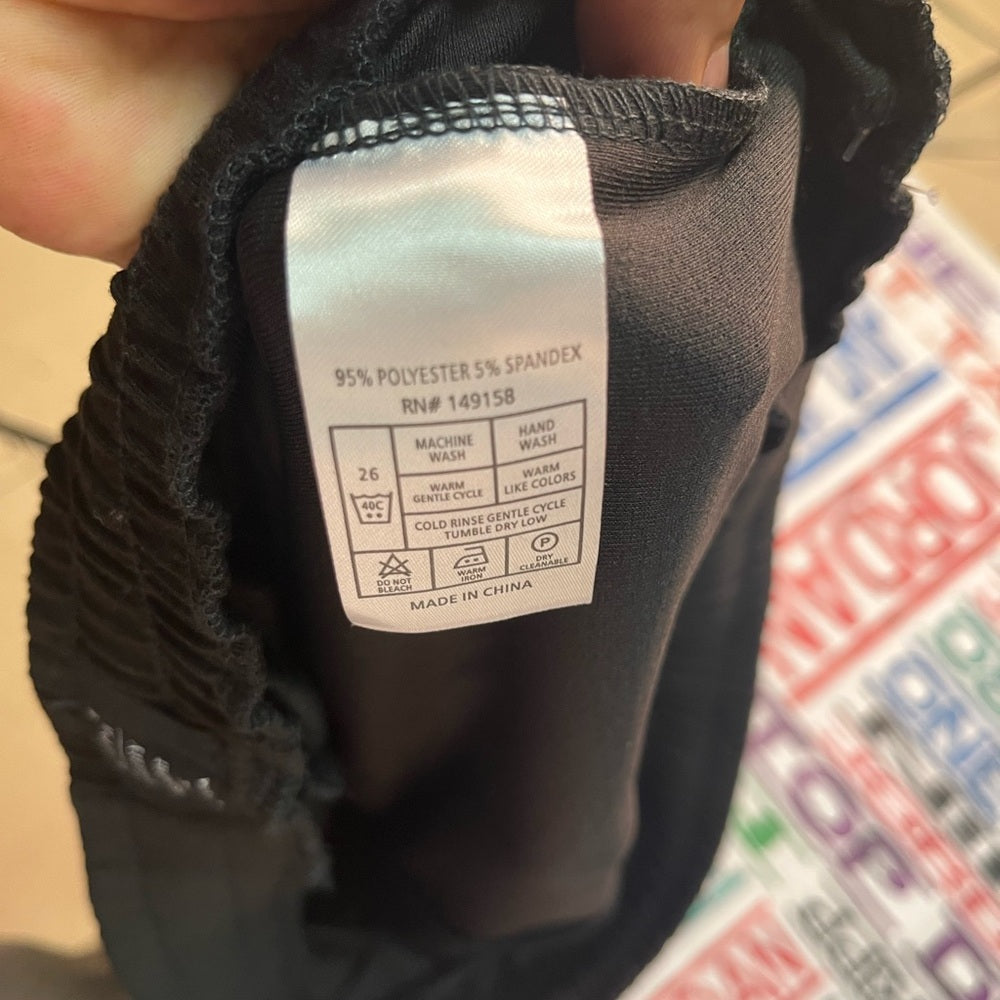 95% POLYESTER 5% SPANDEX
RN# 149158
26
40C
MACHINE
WASH
HAND
WASH
WARM
GENTLE CYCLE
WARM
LIKE COLORS
COLD RINSE GENTLE CYCLE
TUMBLE DRY LOW
DO NOT
BLEACH
WARM
IRON
P
DRY
CLEANABLE
MADE IN CHINA
ONE